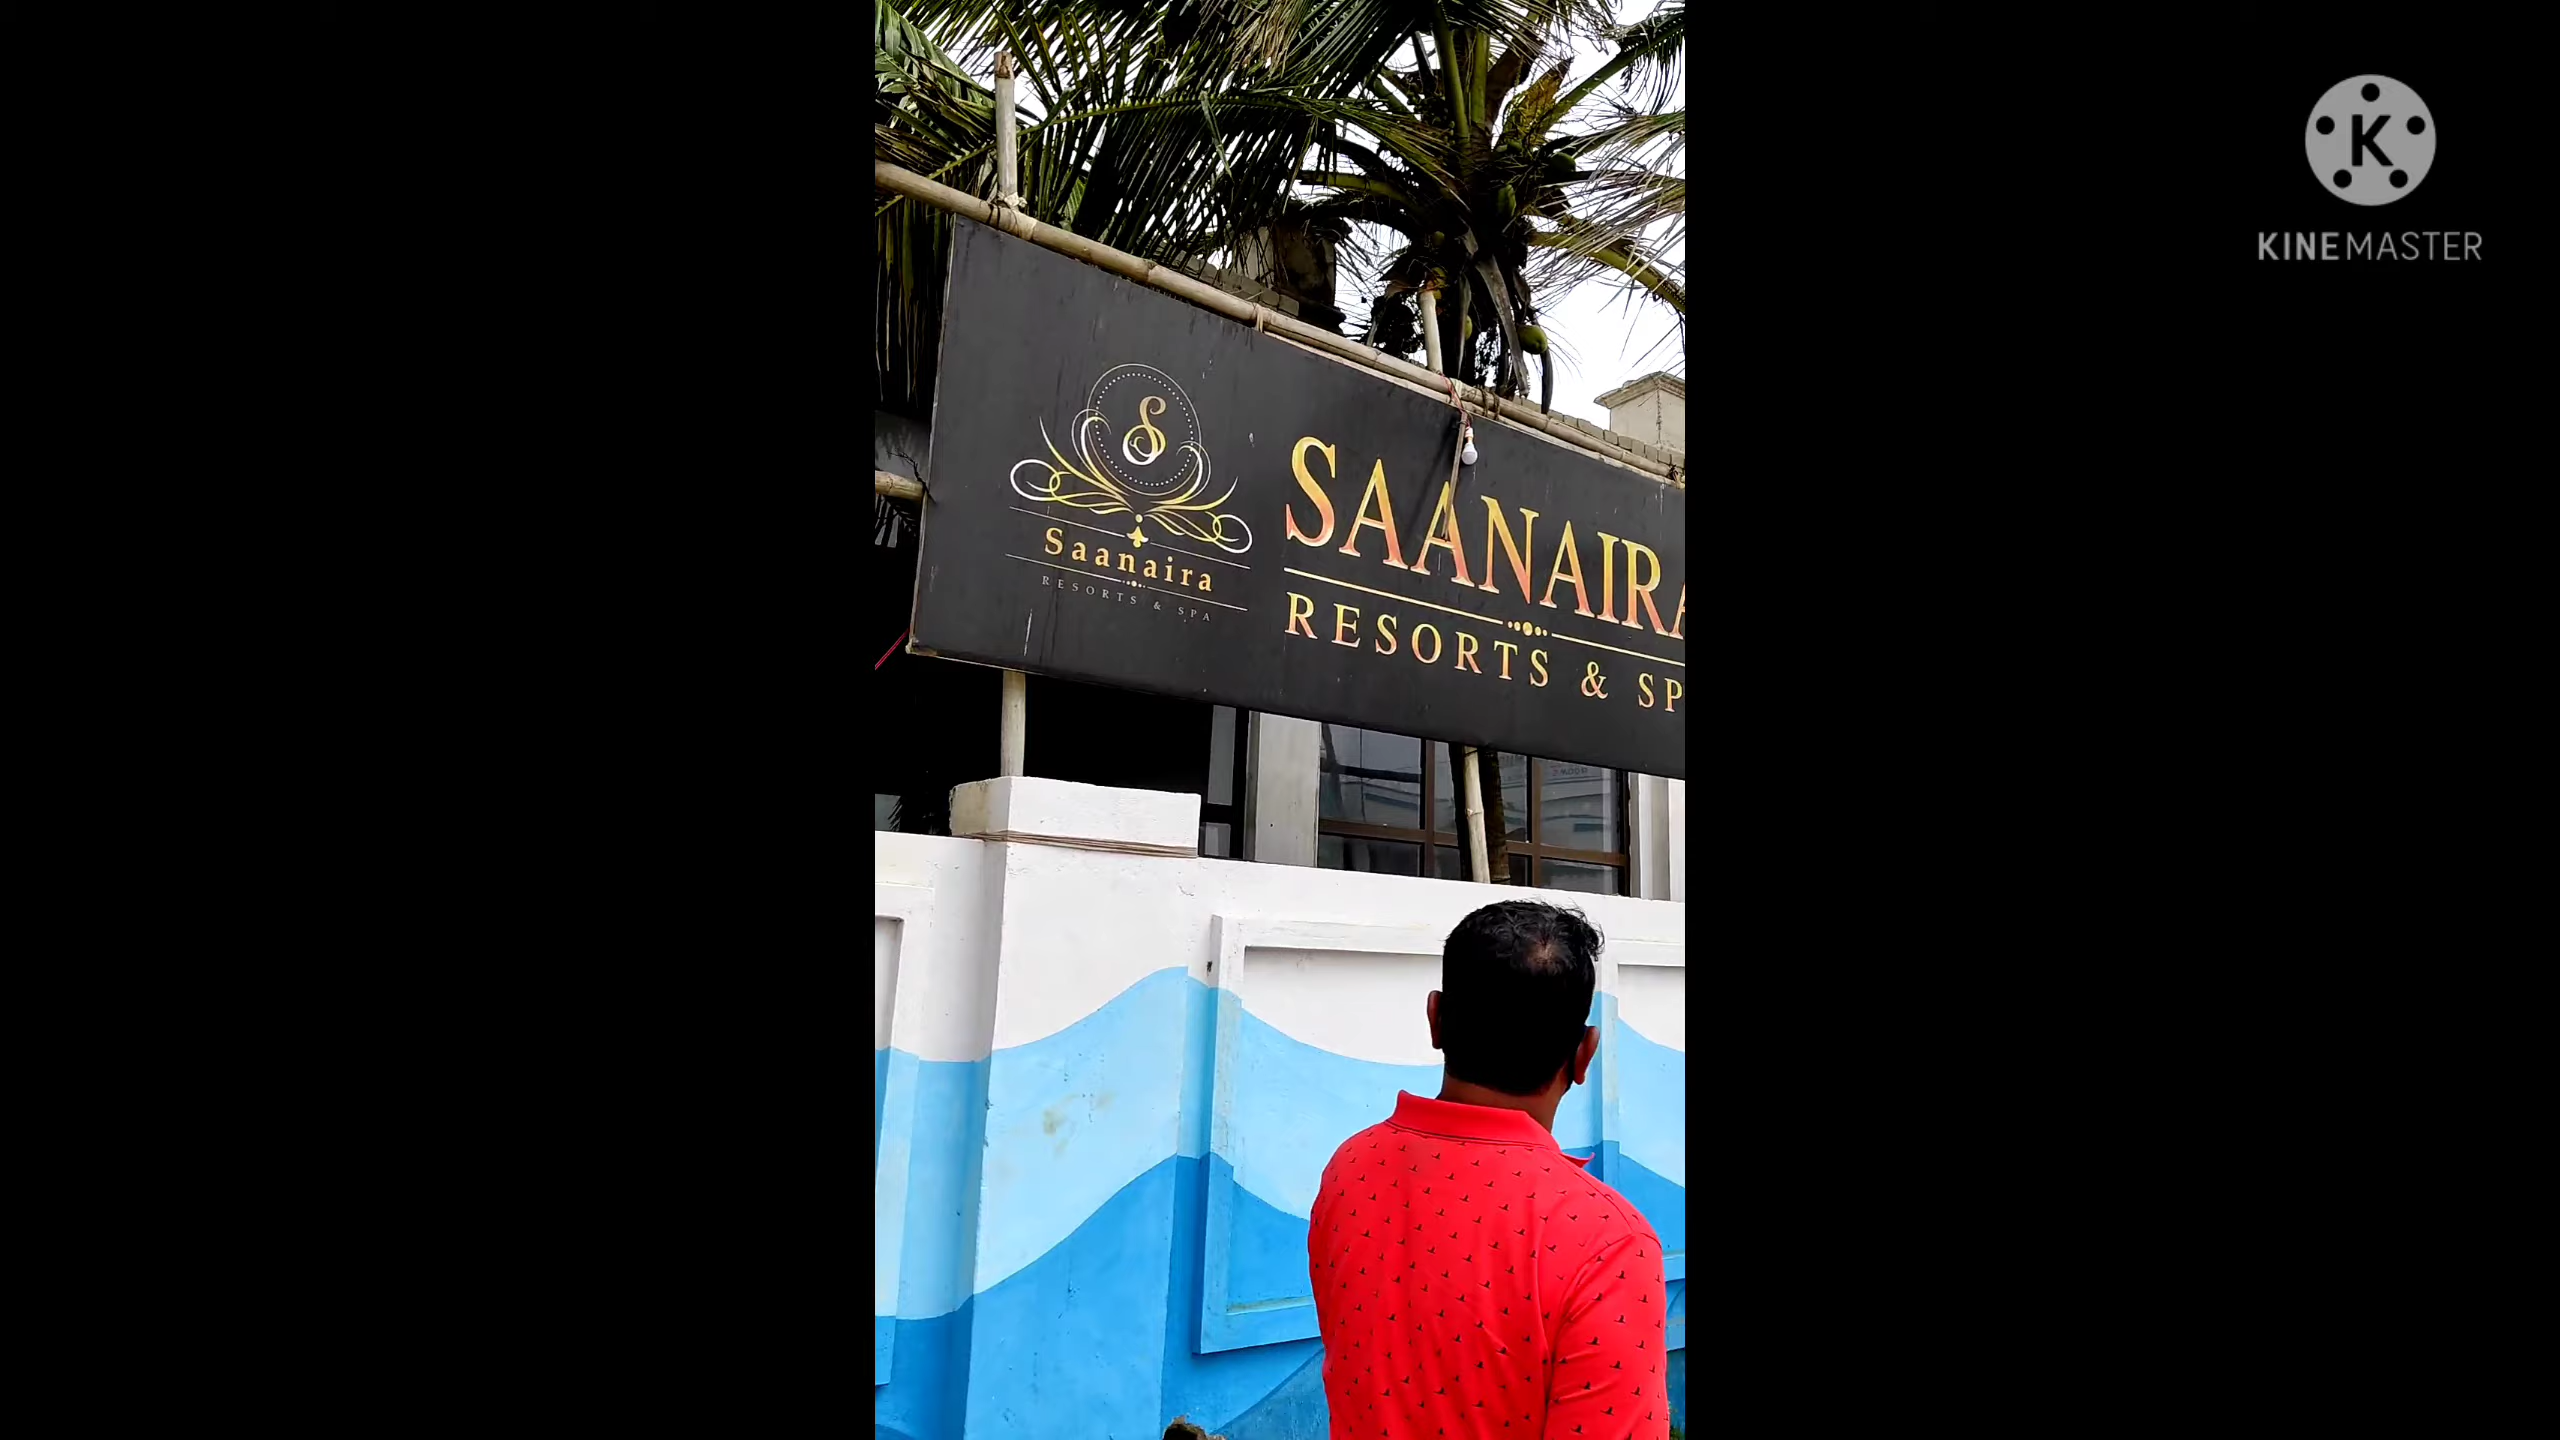 S
Saanaira
RESORTS & SPA
SAANAIRA
RESORTS & SP
K
KINEMASTER